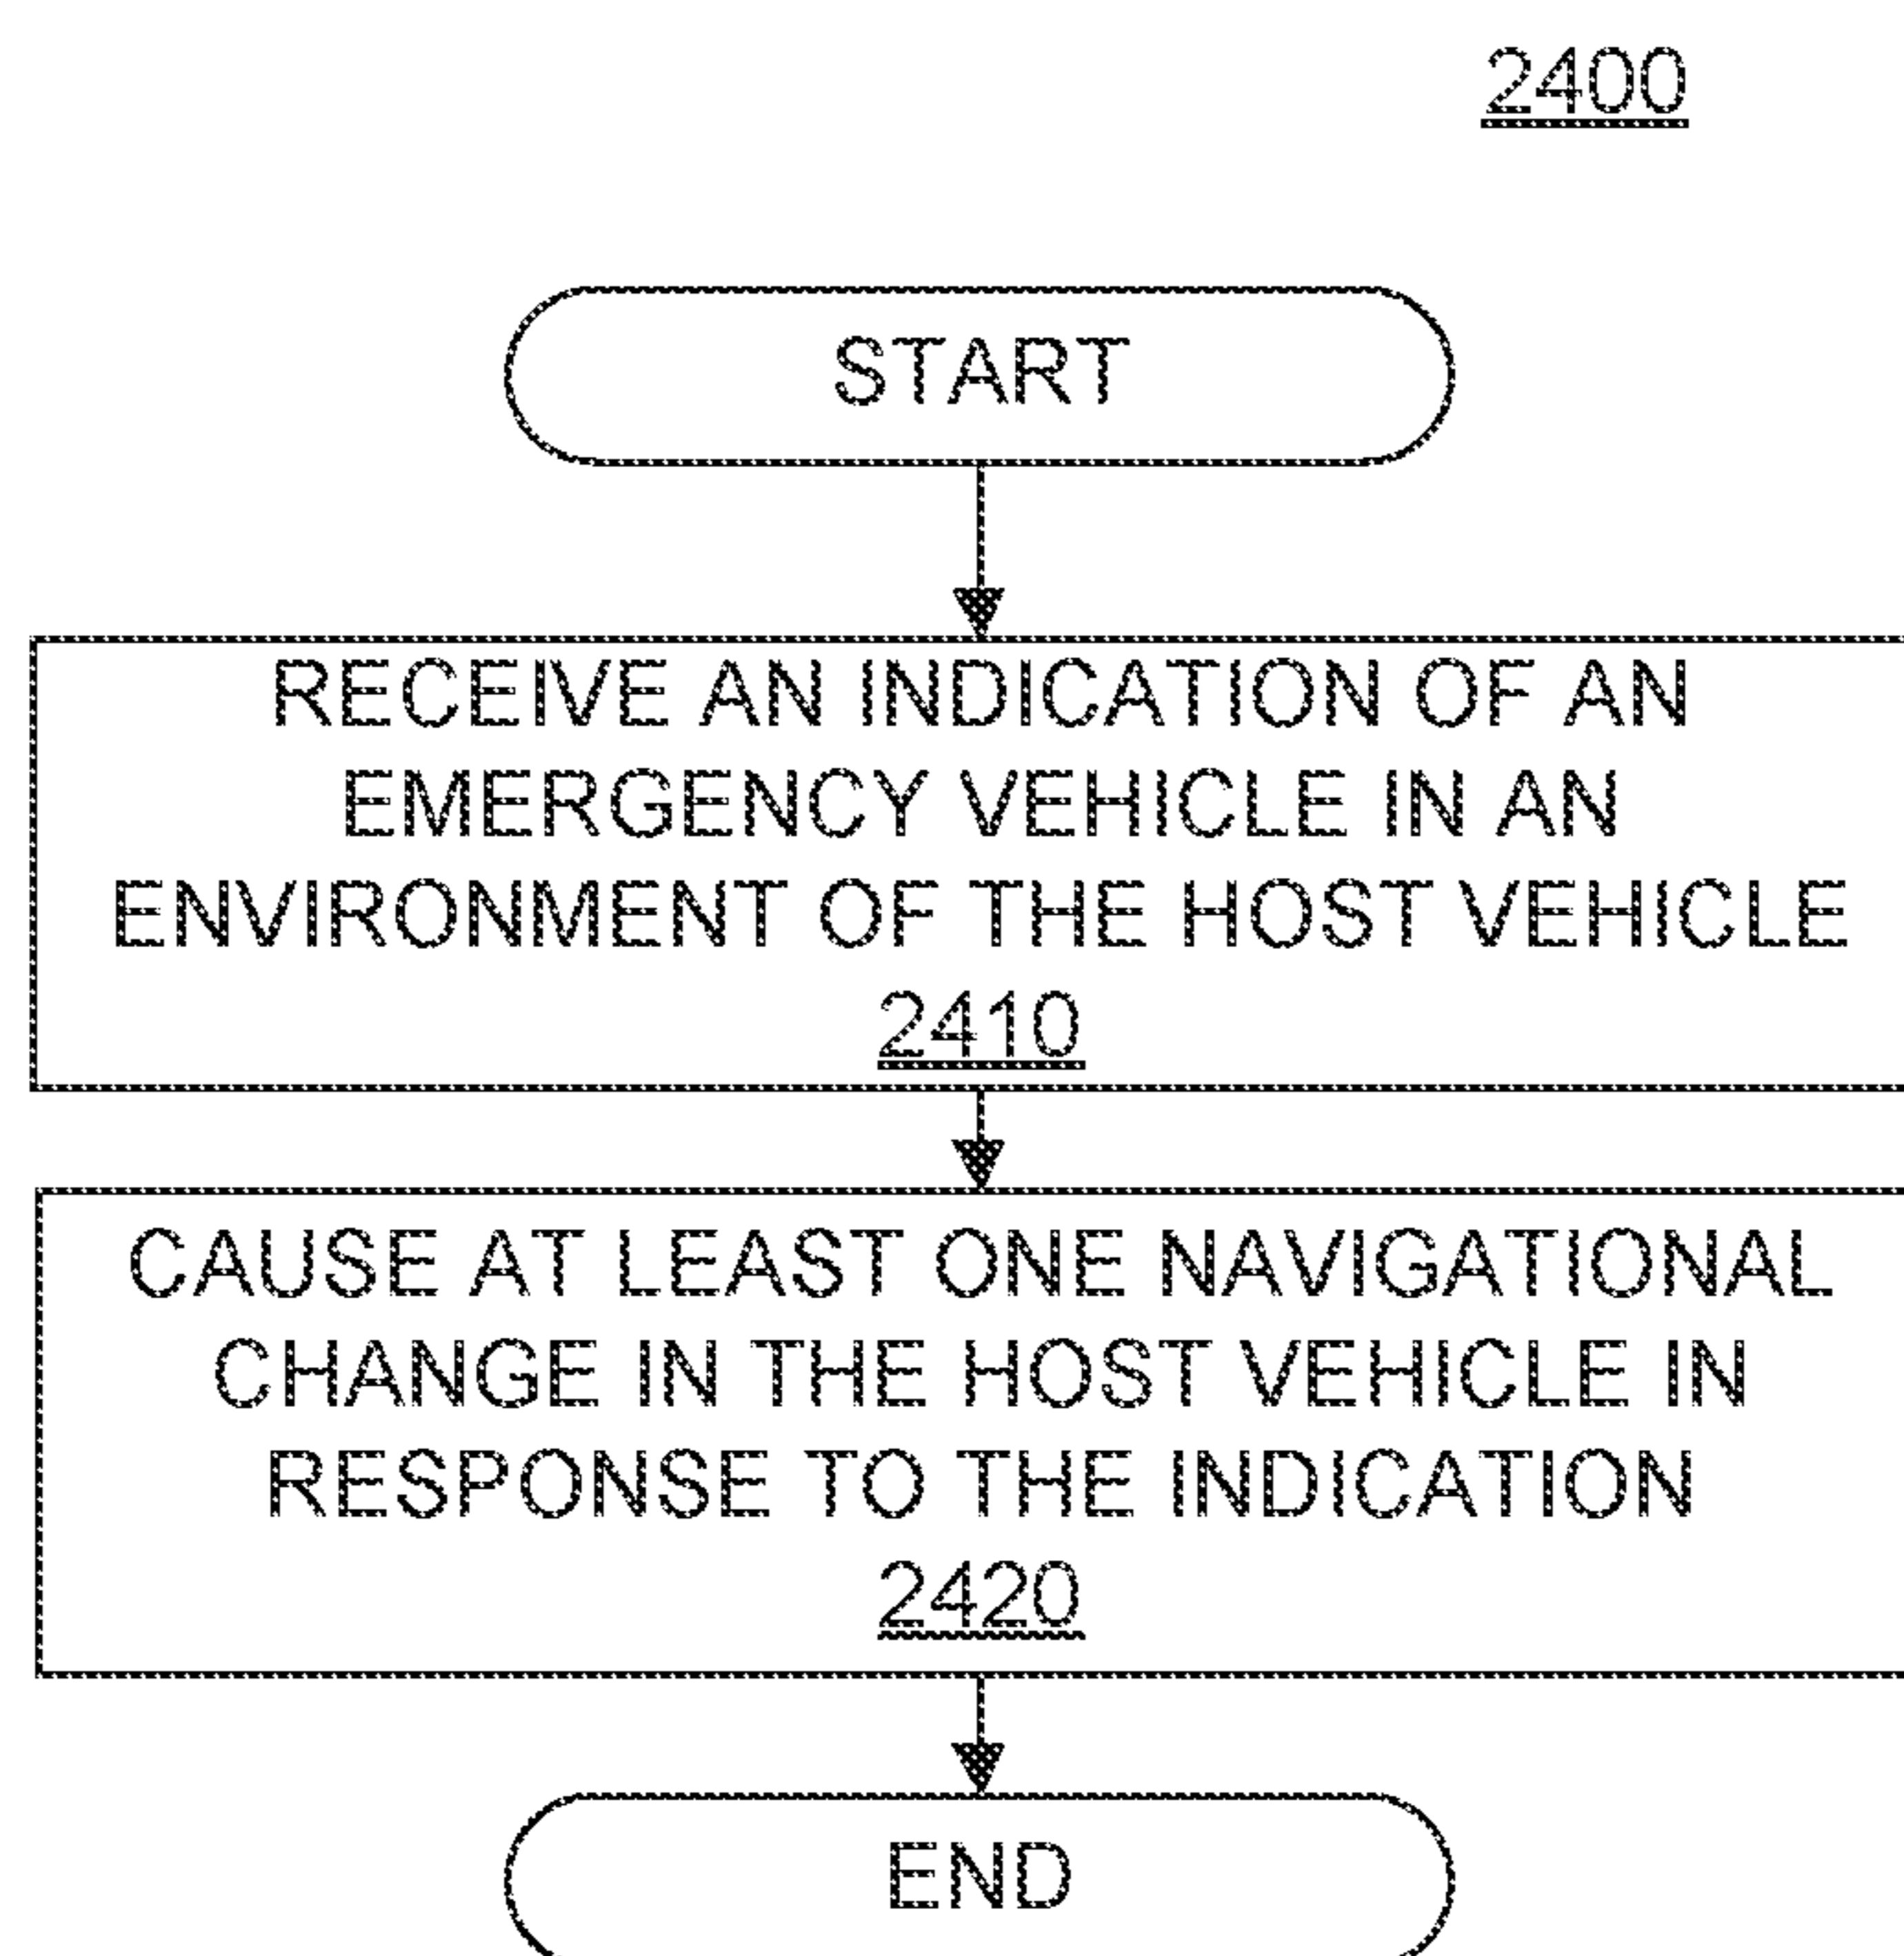 2400
START
RECEIVE AN INDICATION OF AN
EMERGENCY VEHICLE IN AN
ENVIRONMENT OF THE HOST VEHICLE
2410
CAUSE AT LEAST ONE NAVIGATIONAL
CHANGE IN THE HOST VEHICLE IN
RESPONSE TO THE INDICATION
2420
END